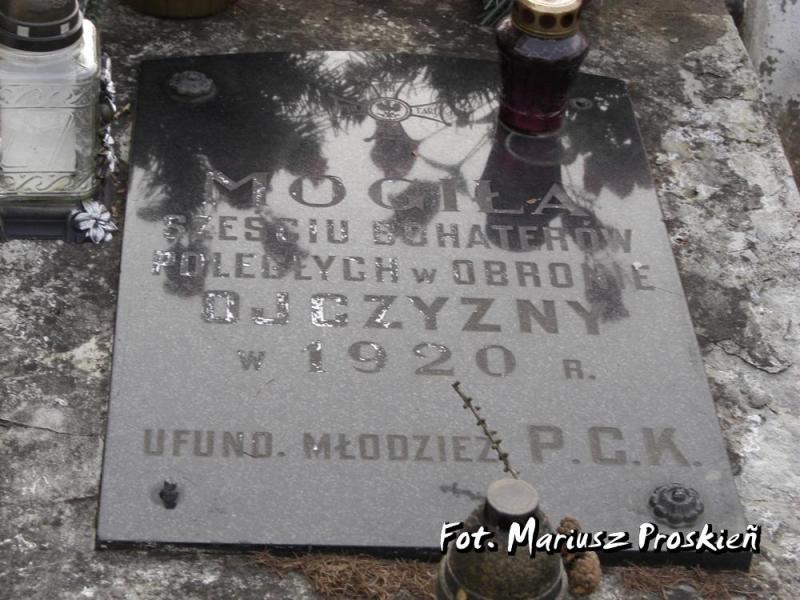 MOGIŁA
SZEŚCIU BOHATERÓW
POLEGŁYCH W OBRONIE
OJCZYZNY
W 1920 R.
UFUND. MŁODZIEŻ P.C.K.
Fot. Mariusz Proskień